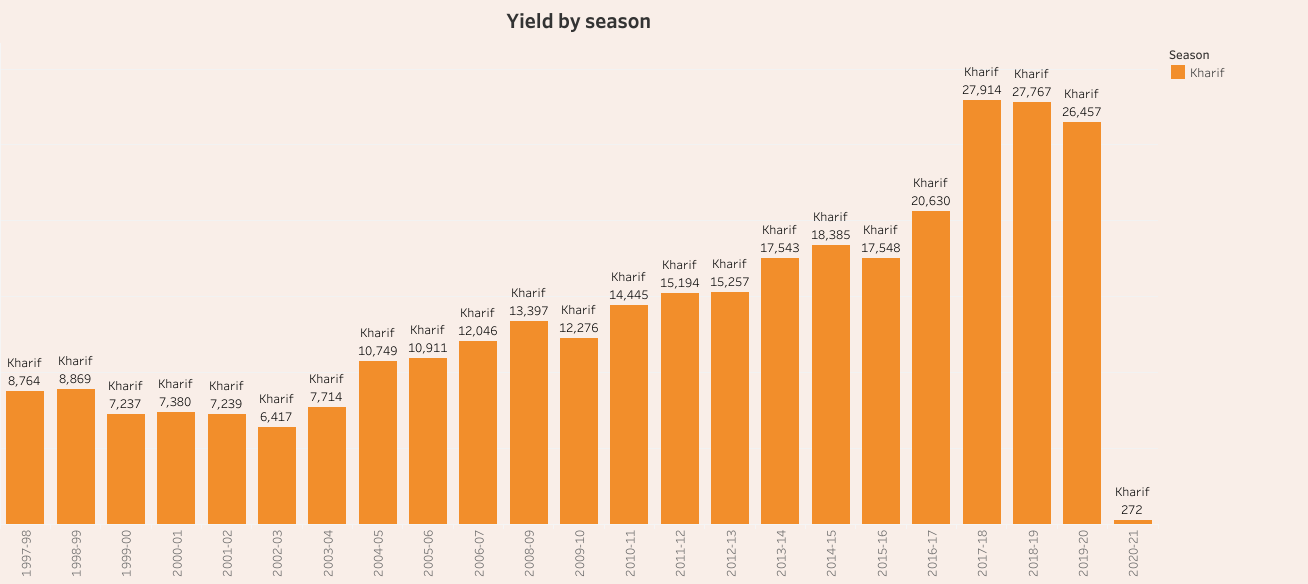 Yield by season
Season
Kharif
Kharif
8,764
Kharif
8,869
Kharif
7,237
Kharif
7,380
Kharif
7,239
Kharif
6,417
Kharif
7,714
Kharif
10,749
Kharif
10,911
Kharif
12,046
Kharif
13,397
Kharif
12,276
Kharif
14,445
Kharif
15,194
Kharif
15,257
Kharif
17,543
Kharif
18,385
Kharif
17,548
Kharif
20,630
Kharif
27,914
Kharif
27,767
Kharif
26,457
Kharif
272
1997-98
1998-99
1999-00
2000-01
2001-02
2002-03
2003-04
2004-05
2005-06
2006-07
2008-09
2009-10
2010-11
2011-12
2012-13
2013-14
2014-15
2015-16
2016-17
2017-18
2018-19
2019-20
2020-21